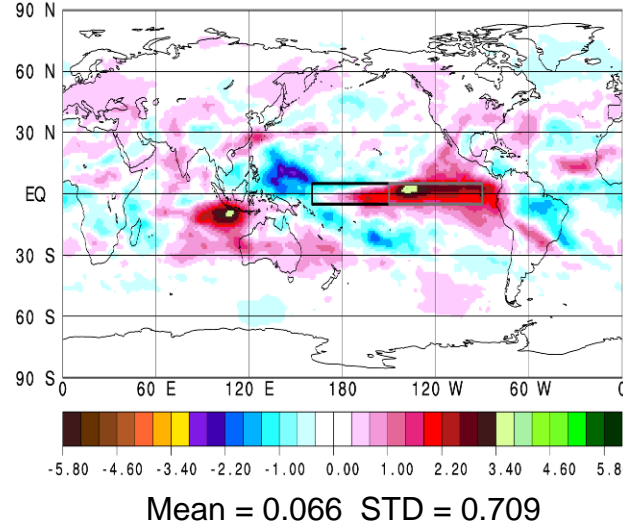 90 N
60 N
30 N
EQ
30 S
60 S
90 S
0 60 E 120 E 180 120 W 60 W 0
-5.80 -4.60 -3.40 -2.20 -1.00 0.00 1.00 2.20 3.40 4.60 5.8
Mean = 0.066 STD = 0.709